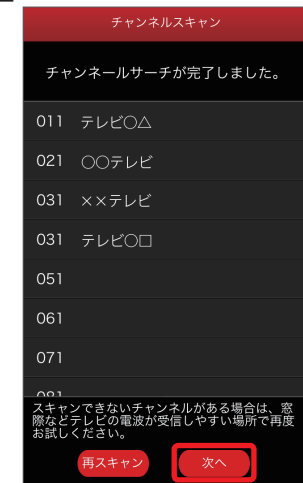 チャンネルスキャン
チャンネールサーチが完了しました。
011 テレビ○△
021 ○○テレビ
031 ××テレビ
031 テレビ○□
051
061
071
081
スキャンできないチャンネルがある場合は、窓
際などテレビの電波が受信しやすい場所で再度
お試しください。
再スキャン 次へ